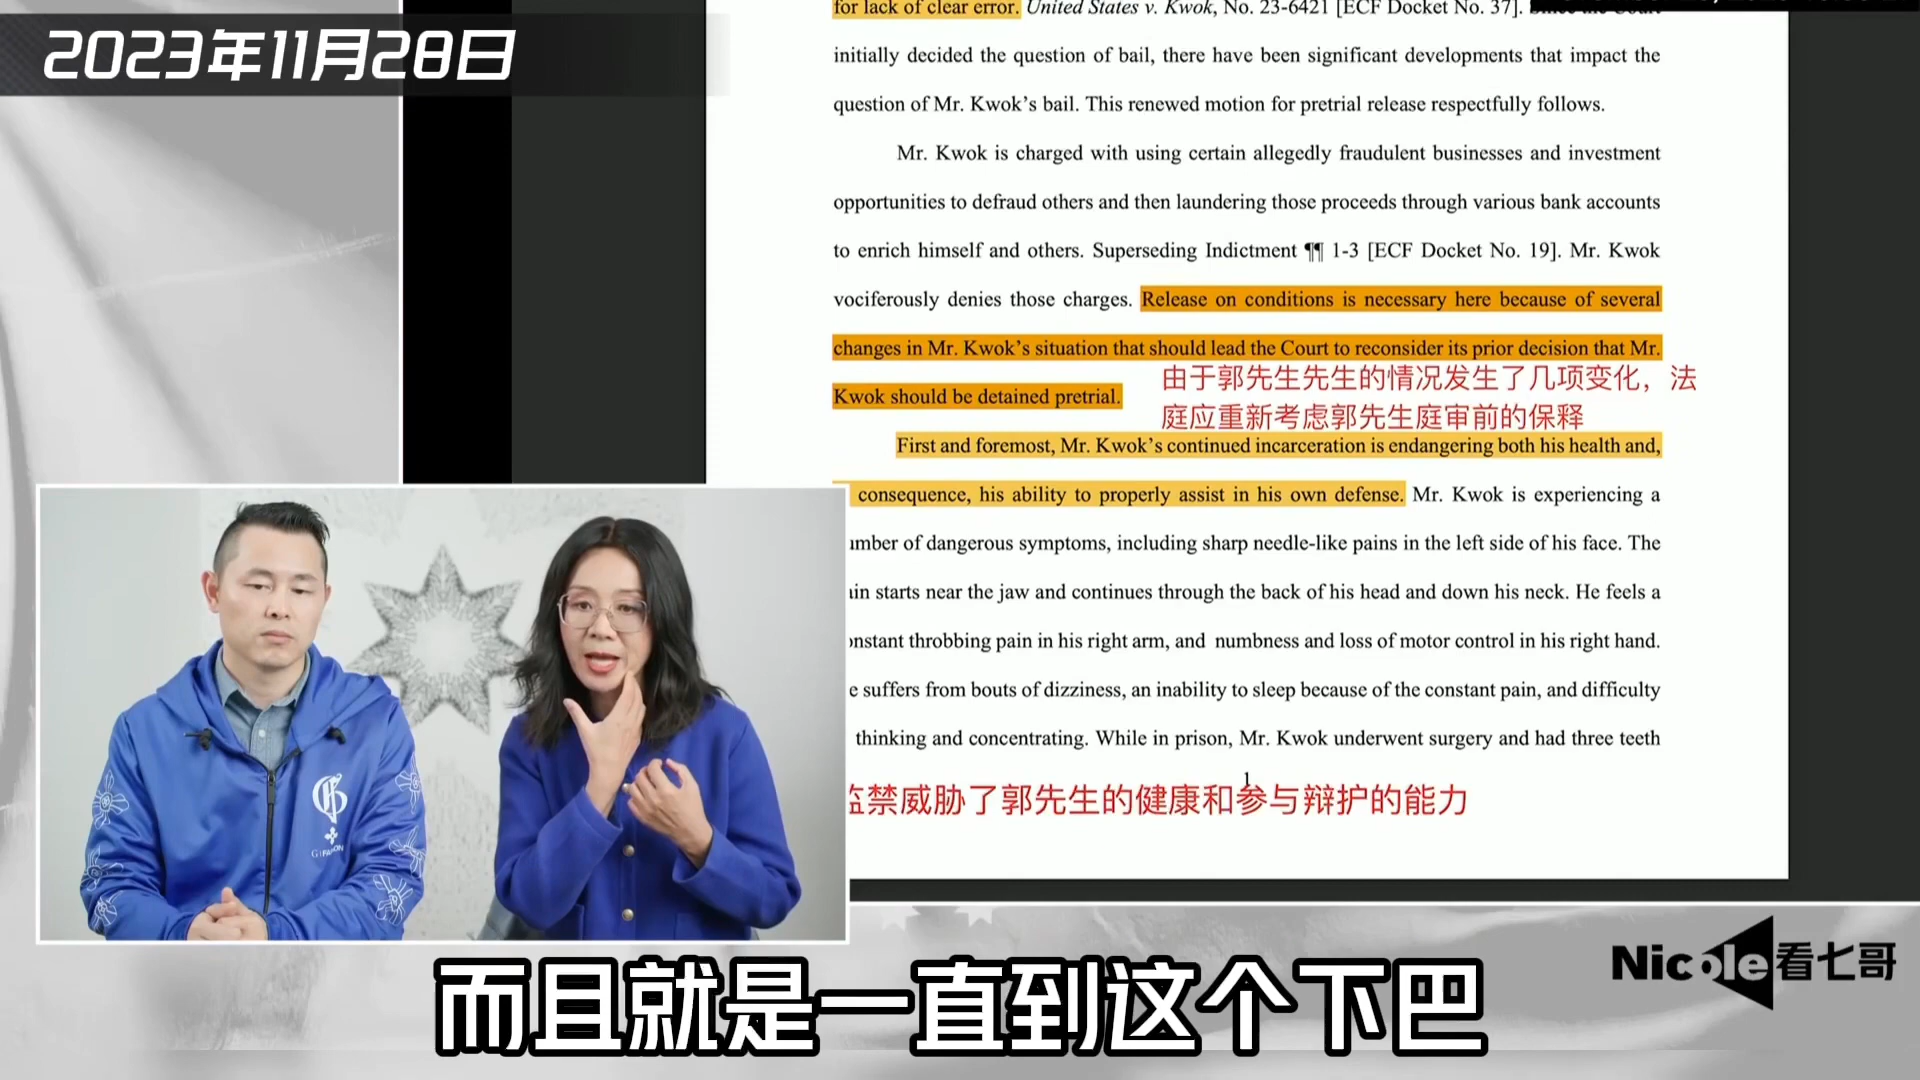 2023年11月28日
for lack of clear error. United States v. Kwok, No. 23-6421 [ECF Docket No. 37]. Since the Court
initially decided the question of bail, there have been significant developments that impact the
question of Mr. Kwok’s bail. This renewed motion for pretrial release respectfully follows.
Mr. Kwok is charged with using certain allegedly fraudulent businesses and investment
opportunities to defraud others and then laundering those proceeds through various bank accounts
to enrich himself and others. Superseding Indictment ¶¶ 1-3 [ECF Docket No. 19]. Mr. Kwok
vociferously denies those charges. Release on conditions is necessary here because of several
changes in Mr. Kwok’s situation that should lead the Court to reconsider its prior decision that Mr.
Kwok should be detained pretrial.
由于郭先生先生的情况发生了几项变化，法
庭应重新考虑郭先生庭审前的保释
First and foremost, Mr. Kwok’s continued incarceration is endangering both his health and,
consequence, his ability to properly assist in his own defense. Mr. Kwok is experiencing a
umber of dangerous symptoms, including sharp needle-like pains in the left side of his face. The
ain starts near the jaw and continues through the back of his head and down his neck. He feels a
onstant throbbing pain in his right arm, and numbness and loss of motor control in his right hand.
e suffers from bouts of dizziness, an inability to sleep because of the constant pain, and difficulty
thinking and concentrating. While in prison, Mr. Kwok underwent surgery and had three teeth
1
监禁威胁了郭先生的健康和参与辩护的能力
Nicole看七哥
而且就是一直到这个下巴